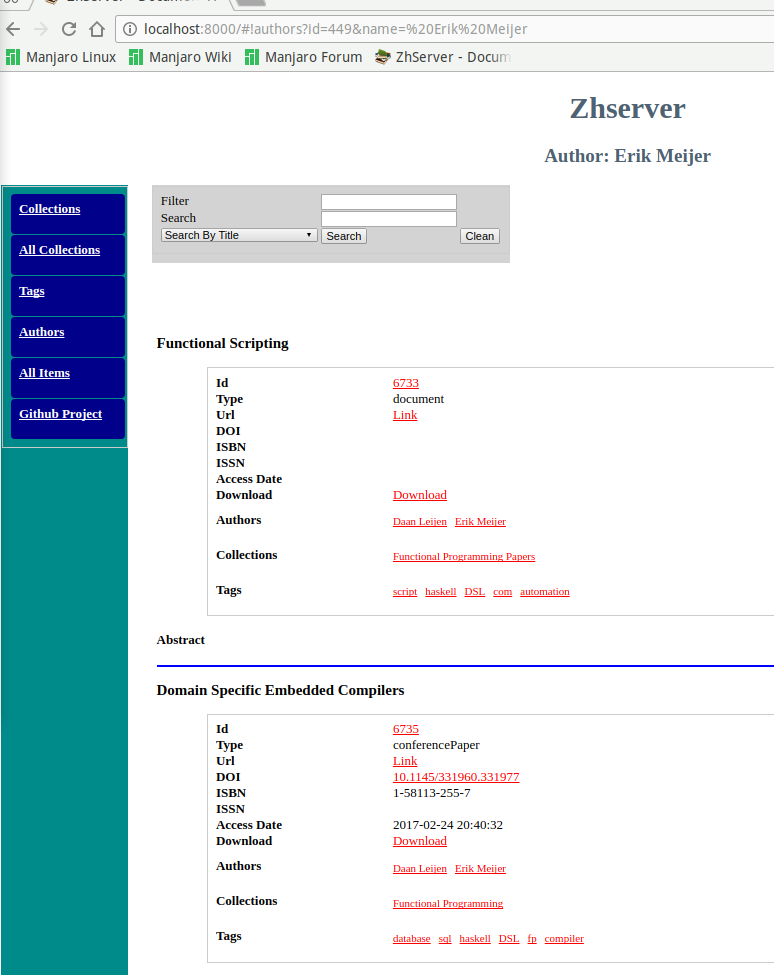 localhost:8000/#!authors?id=449&name=%20Erik%20Meijer
Manjaro Linux Manjaro Wiki Manjaro Forum ZhServer - Docum
Zhserver
Author: Erik Meijer
Collections
All Collections
Tags
Authors
All Items
Github Project
Filter
Search
Search By Title Search Clean
Functional Scripting
Id 6733
Type document
Url Link
DOI
ISBN
ISSN
Access Date
Download Download
Authors Daan Leijen Erik Meijer
Collections Functional Programming Papers
Tags script haskell DSL com automation
Abstract
Domain Specific Embedded Compilers
Id 6735
Type conferencePaper
Url Link
DOI 10.1145/331960.331977
ISBN 1-58113-255-7
ISSN
Access Date 2017-02-24 20:40:32
Download Download
Authors Daan Leijen Erik Meijer
Collections Functional Programming
Tags database sql haskell DSL fp compiler